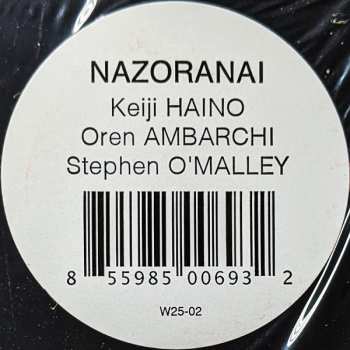 NAZORANAI
Keiji HAINO
Oren AMBARCHI
Stephen O'MALLEY
8 55985 00693 2
W25-02